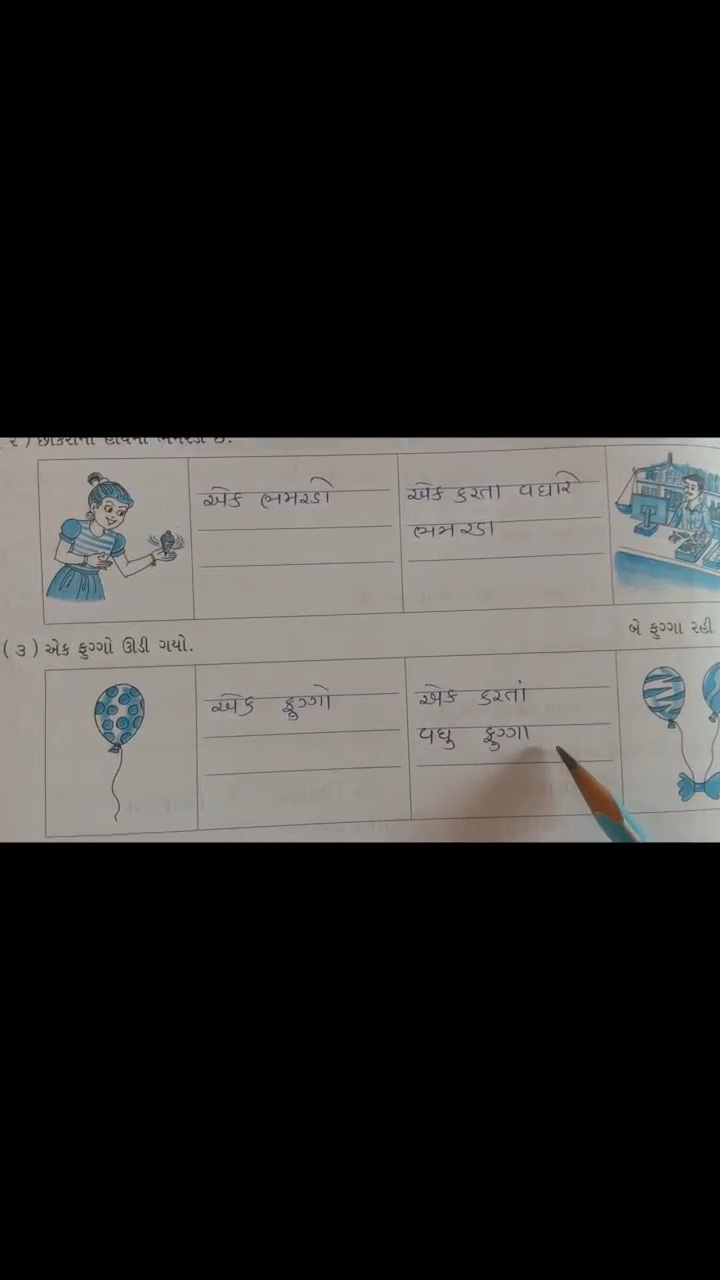 એક ભમરડો
એક કરતા વધારે
ભમરડા
(૩) એક ફુગ્ગો ઊડી ગયો.
બે ફુગ્ગા રહી
એક ફુગ્ગો
એક કરતાં
વધુ ફુગ્ગા